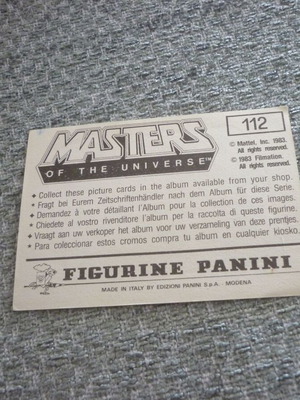 112
MASTERS
OF THE UNIVERSE™
© Mattel, Inc. 1983.
All rights reserved.
© 1983 Filmation.
All rights reserved.
• Collect these picture cards in the album available from your shop.
• Fragt bei Eurem Zeitschriftenhändler nach dem Album für diese Serie.
• Demandez à votre détaillant l'Album pour la collection de ces images.
• Chiedete al vostro rivenditore l'album per la raccolta di queste figurine.
• Vraagt aan uw verkoper het album voor uw verzameling van deze prentjes.
• Para coleccionar estos cromos compra tu album en cualquier kiosko.
FIGURINE PANINI
MADE IN ITALY BY EDIZIONI PANINI S.p.A. - MODENA